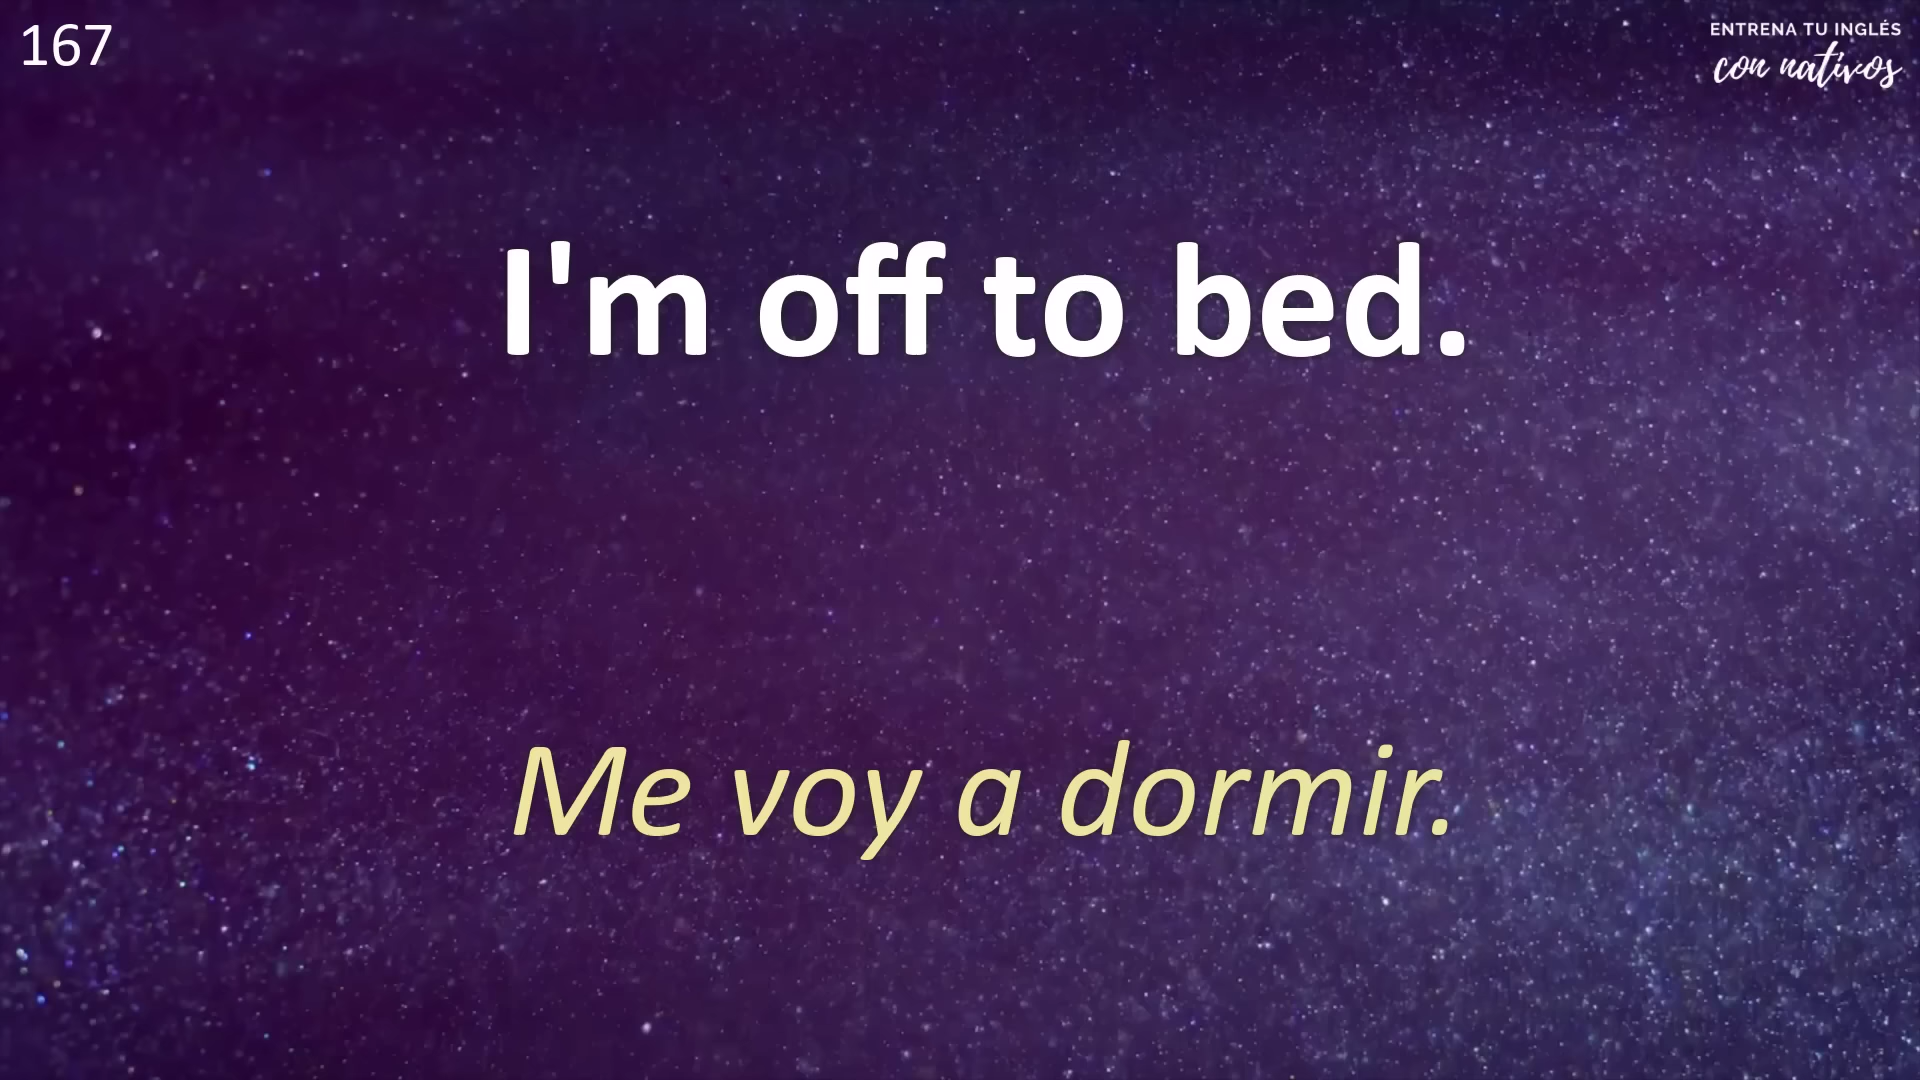 167
ENTRENA TU INGLÉS
con nativos
I'm off to bed.
Me voy a dormir.